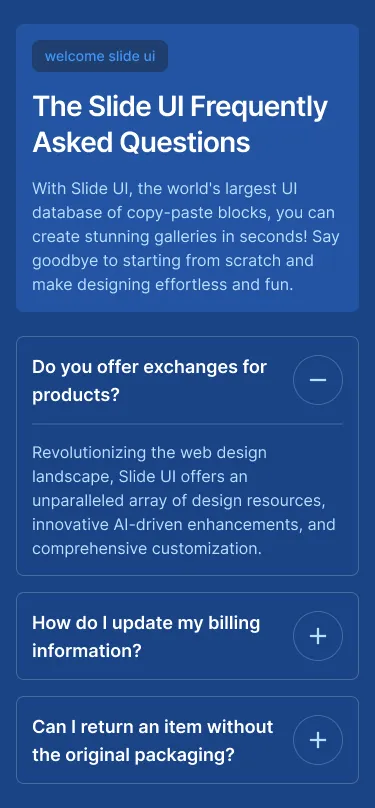 welcome slide ui
The Slide UI Frequently
Asked Questions
With Slide UI, the world's largest UI
database of copy-paste blocks, you can
create stunning galleries in seconds! Say
goodbye to starting from scratch and
make designing effortless and fun.
Do you offer exchanges for
products?
Revolutionizing the web design
landscape, Slide UI offers an
unparalleled array of design resources,
innovative AI-driven enhancements, and
comprehensive customization.
How do I update my billing
information?
Can I return an item without
the original packaging?